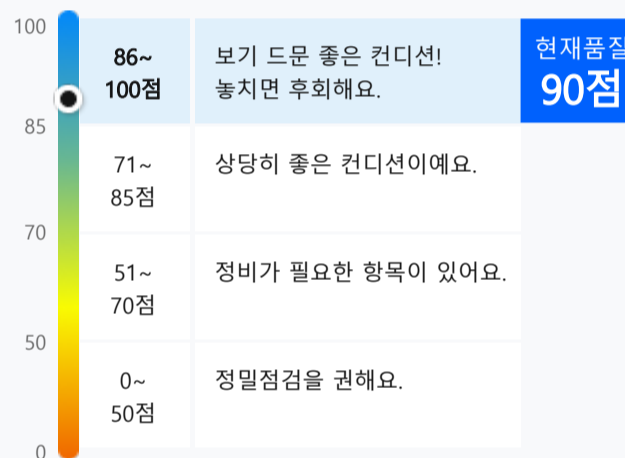 100
86~
100점
보기 드문 좋은 컨디션!
놓치면 후회해요.
현재품질
90점
85
71~
85점
상당히 좋은 컨디션이예요.
70
51~
70점
정비가 필요한 항목이 있어요.
50
0~
50점
정밀점검을 권해요.
0